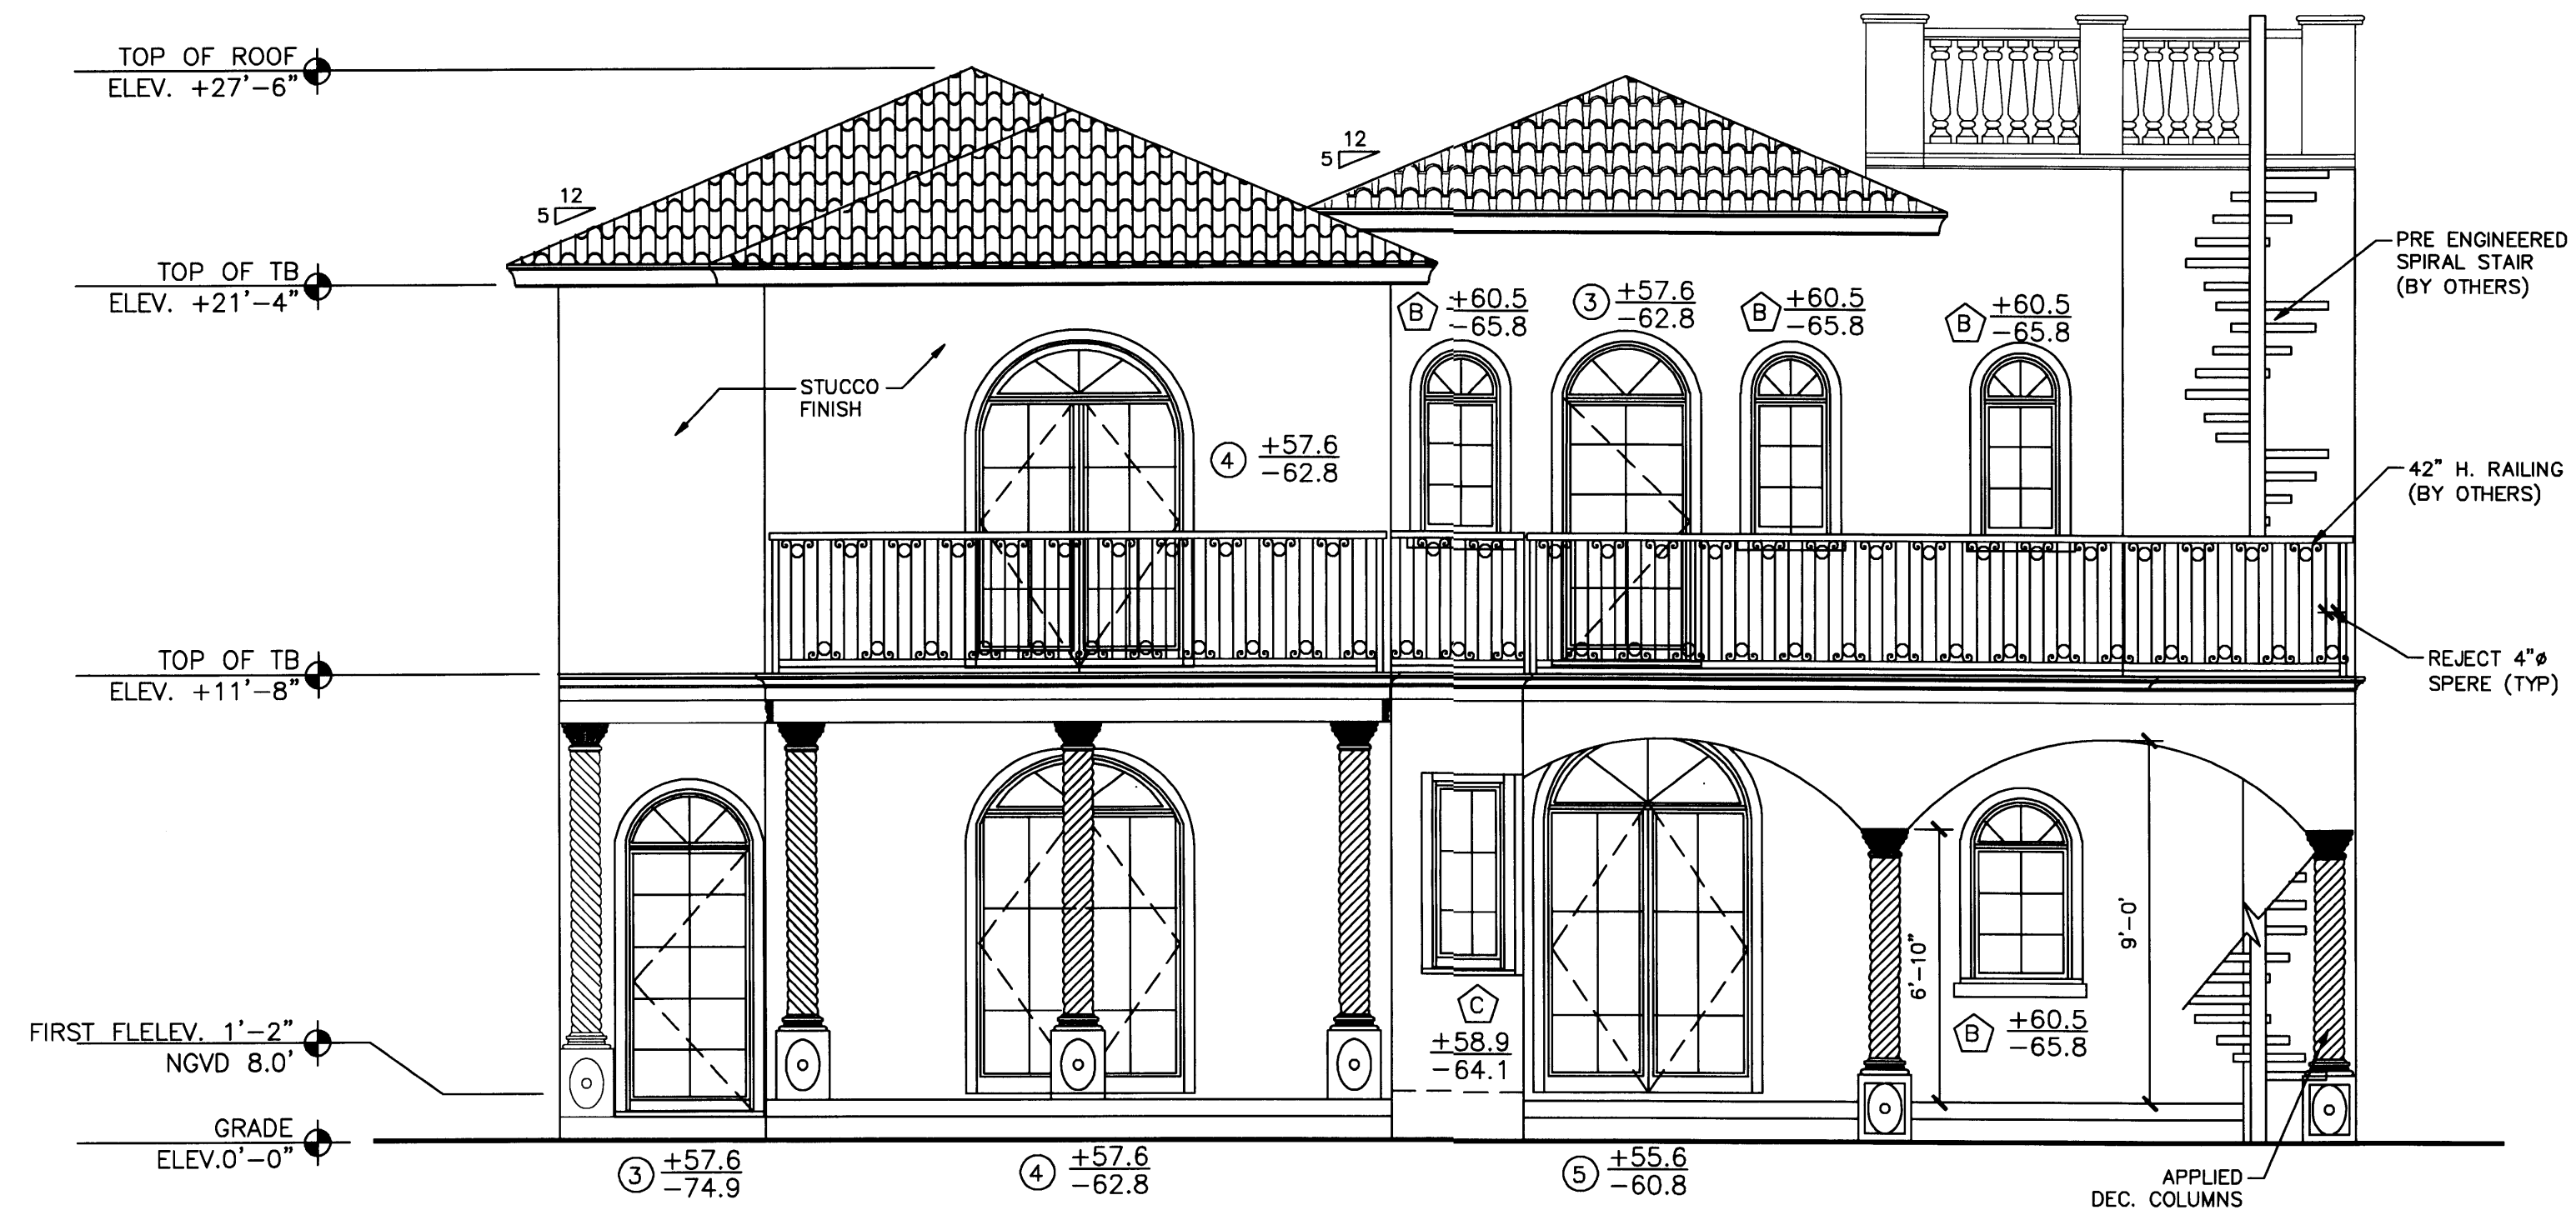 TOP OF ROOF
ELEV. +27'-6"
12
5
12
5
TOP OF TB
ELEV. +21'-4"
PRE ENGINEERED
SPIRAL STAIR
(BY OTHERS)
B +60.5
-65.8
3 +57.6
-62.8
B +60.5
-65.8
B +60.5
-65.8
STUCCO
FINISH
4 +57.6
-62.8
42" H. RAILING
(BY OTHERS)
TOP OF TB
ELEV. +11'-8"
REJECT 4"ø
SPERE (TYP)
6'-10"
9'-0'
FIRST FLELEV. 1'-2"
NGVD 8.0'
C
+58.9
-64.1
B +60.5
-65.8
GRADE
ELEV.0'-0"
3 +57.6
-74.9
4 +57.6
-62.8
5 +55.6
-60.8
APPLIED
DEC. COLUMNS